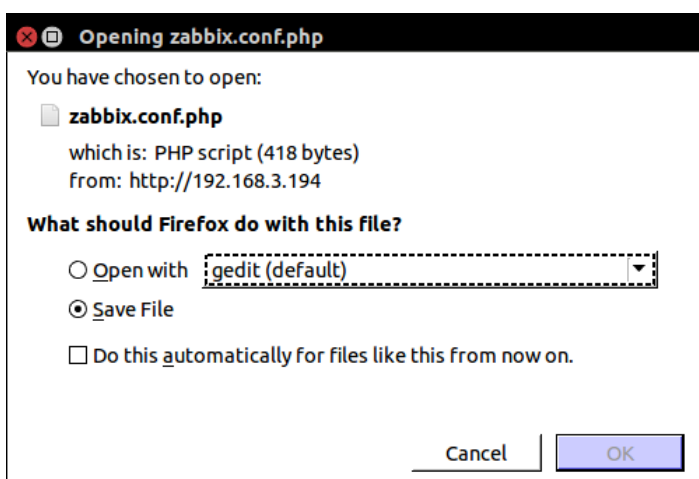 Opening zabbix.conf.php
You have chosen to open:
zabbix.conf.php
which is: PHP script (418 bytes)
from: http://192.168.3.194
What should Firefox do with this file?
Open with gedit (default)
Save File
Do this automatically for files like this from now on.
Cancel OK